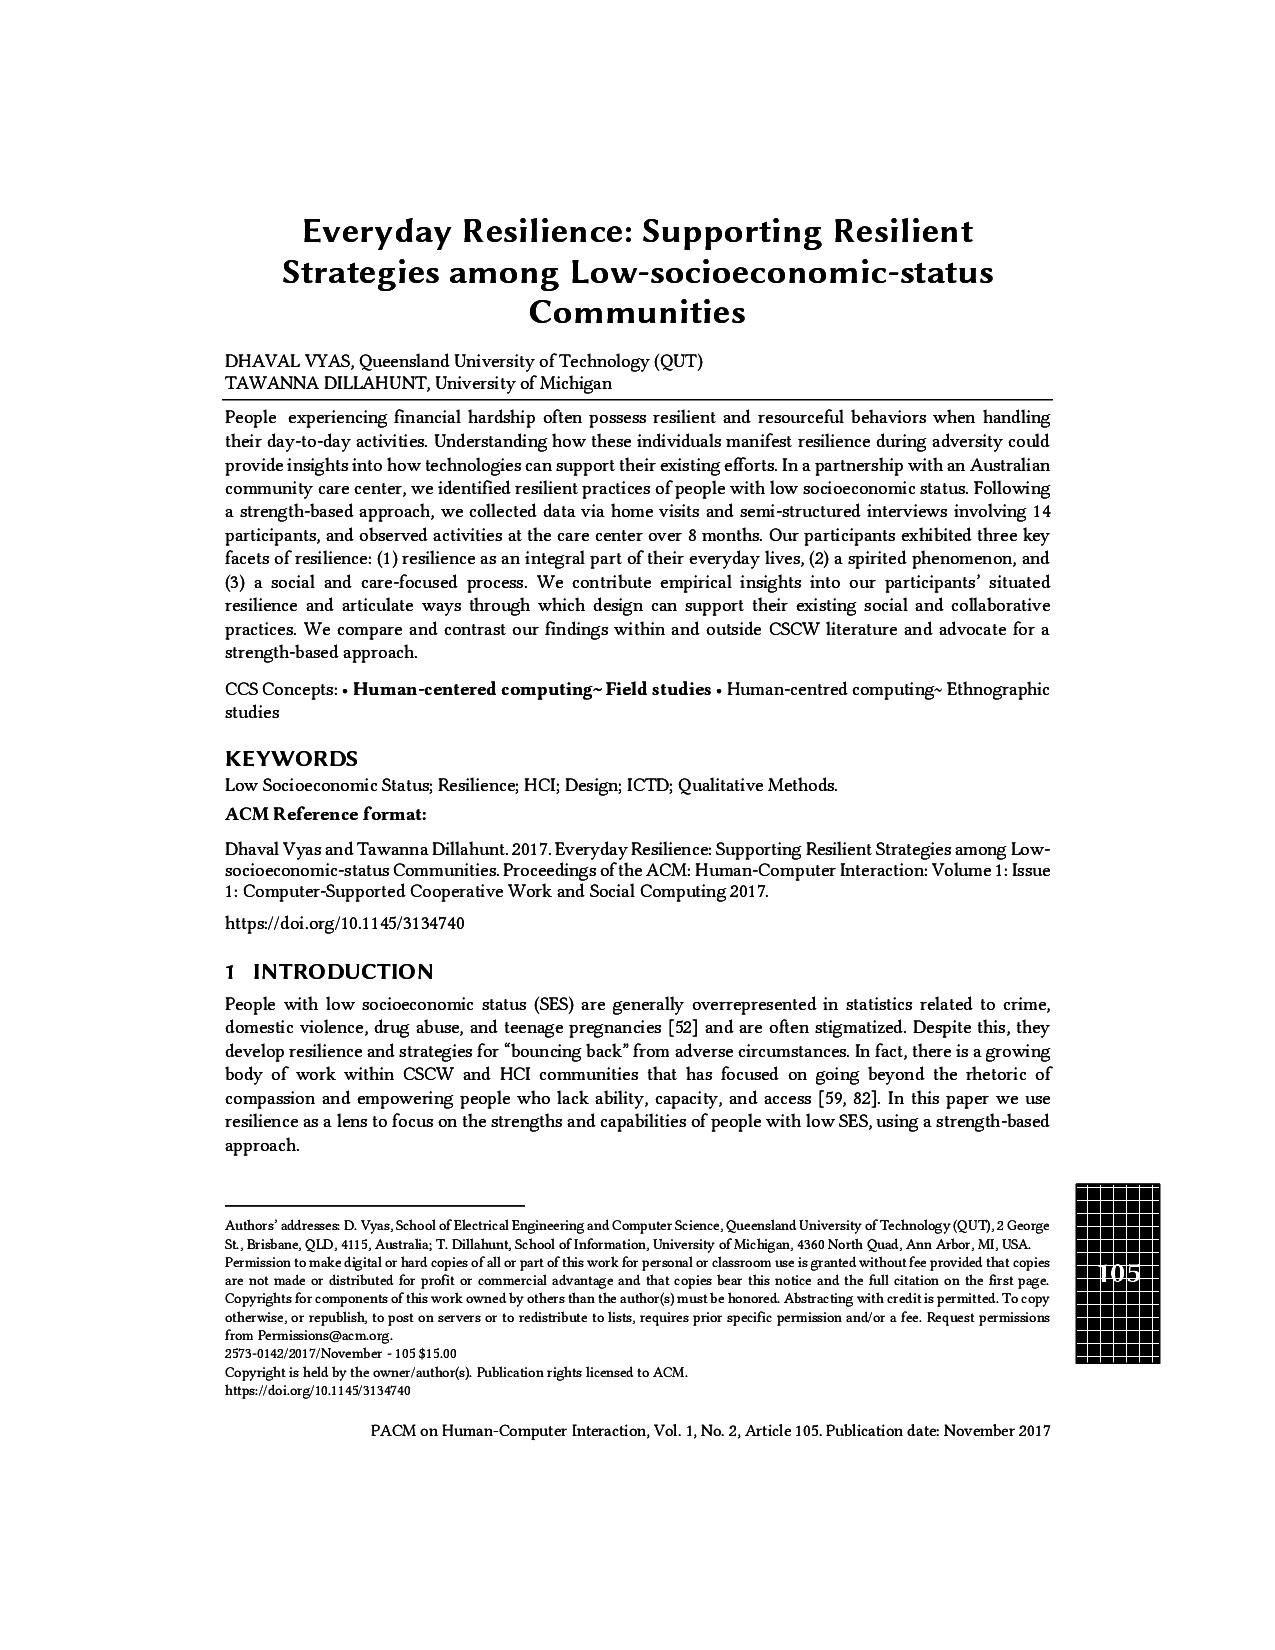 Everyday Resilience: Supporting Resilient
Strategies among Low-socioeconomic-status
Communities
DHAVAL VYAS, Queensland University of Technology (QUT)
TAWANNA DILLAHUNT, University of Michigan
People experiencing financial hardship often possess resilient and resourceful behaviors when handling
their day-to-day activities. Understanding how these individuals manifest resilience during adversity could
provide insights into how technologies can support their existing efforts. In a partnership with an Australian
community care center, we identified resilient practices of people with low socioeconomic status. Following
a strength-based approach, we collected data via home visits and semi-structured interviews involving 14
participants, and observed activities at the care center over 8 months. Our participants exhibited three key
facets of resilience: (1) resilience as an integral part of their everyday lives, (2) a spirited phenomenon, and
(3) a social and care-focused process. We contribute empirical insights into our participants' situated
resilience and articulate ways through which design can support their existing social and collaborative
practices. We compare and contrast our findings within and outside CSCW literature and advocate for a
strength-based approach.
CCS Concepts: • Human-centered computing~ Field studies • Human-centred computing~ Ethnographic
studies
KEYWORDS
Low Socioeconomic Status; Resilience; HCI; Design; ICTD; Qualitative Methods.
ACM Reference format:
Dhaval Vyas and Tawanna Dillahunt. 2017. Everyday Resilience: Supporting Resilient Strategies among Low-
socioeconomic-status Communities. Proceedings of the ACM: Human-Computer Interaction: Volume 1: Issue
1: Computer-Supported Cooperative Work and Social Computing 2017.
https://doi.org/10.1145/3134740
1 INTRODUCTION
People with low socioeconomic status (SES) are generally overrepresented in statistics related to crime,
domestic violence, drug abuse, and teenage pregnancies [52] and are often stigmatized. Despite this, they
develop resilience and strategies for “bouncing back” from adverse circumstances. In fact, there is a growing
body of work within CSCW and HCI communities that has focused on going beyond the rhetoric of
compassion and empowering people who lack ability, capacity, and access [59, 82]. In this paper we use
resilience as a lens to focus on the strengths and capabilities of people with low SES, using a strength-based
approach.
Authors' addresses: D. Vyas, School of Electrical Engineering and Computer Science, Queensland University of Technology (QUT), 2 George
St., Brisbane, QLD, 4115, Australia; T. Dillahunt, School of Information, University of Michigan, 4360 North Quad, Ann Arbor, MI, USA.
Permission to make digital or hard copies of all or part of this work for personal or classroom use is granted without fee provided that copies
are not made or distributed for profit or commercial advantage and that copies bear this notice and the full citation on the first page.
Copyrights for components of this work owned by others than the author(s) must be honored. Abstracting with credit is permitted. To copy
otherwise, or republish, to post on servers or to redistribute to lists, requires prior specific permission and/or a fee. Request permissions
from Permissions@acm.org.
2573-0142/2017/November - 105 $15.00
Copyright is held by the owner/author(s). Publication rights licensed to ACM.
https://doi.org/10.1145/3134740
105
PACM on Human-Computer Interaction, Vol. 1, No. 2, Article 105. Publication date: November 2017